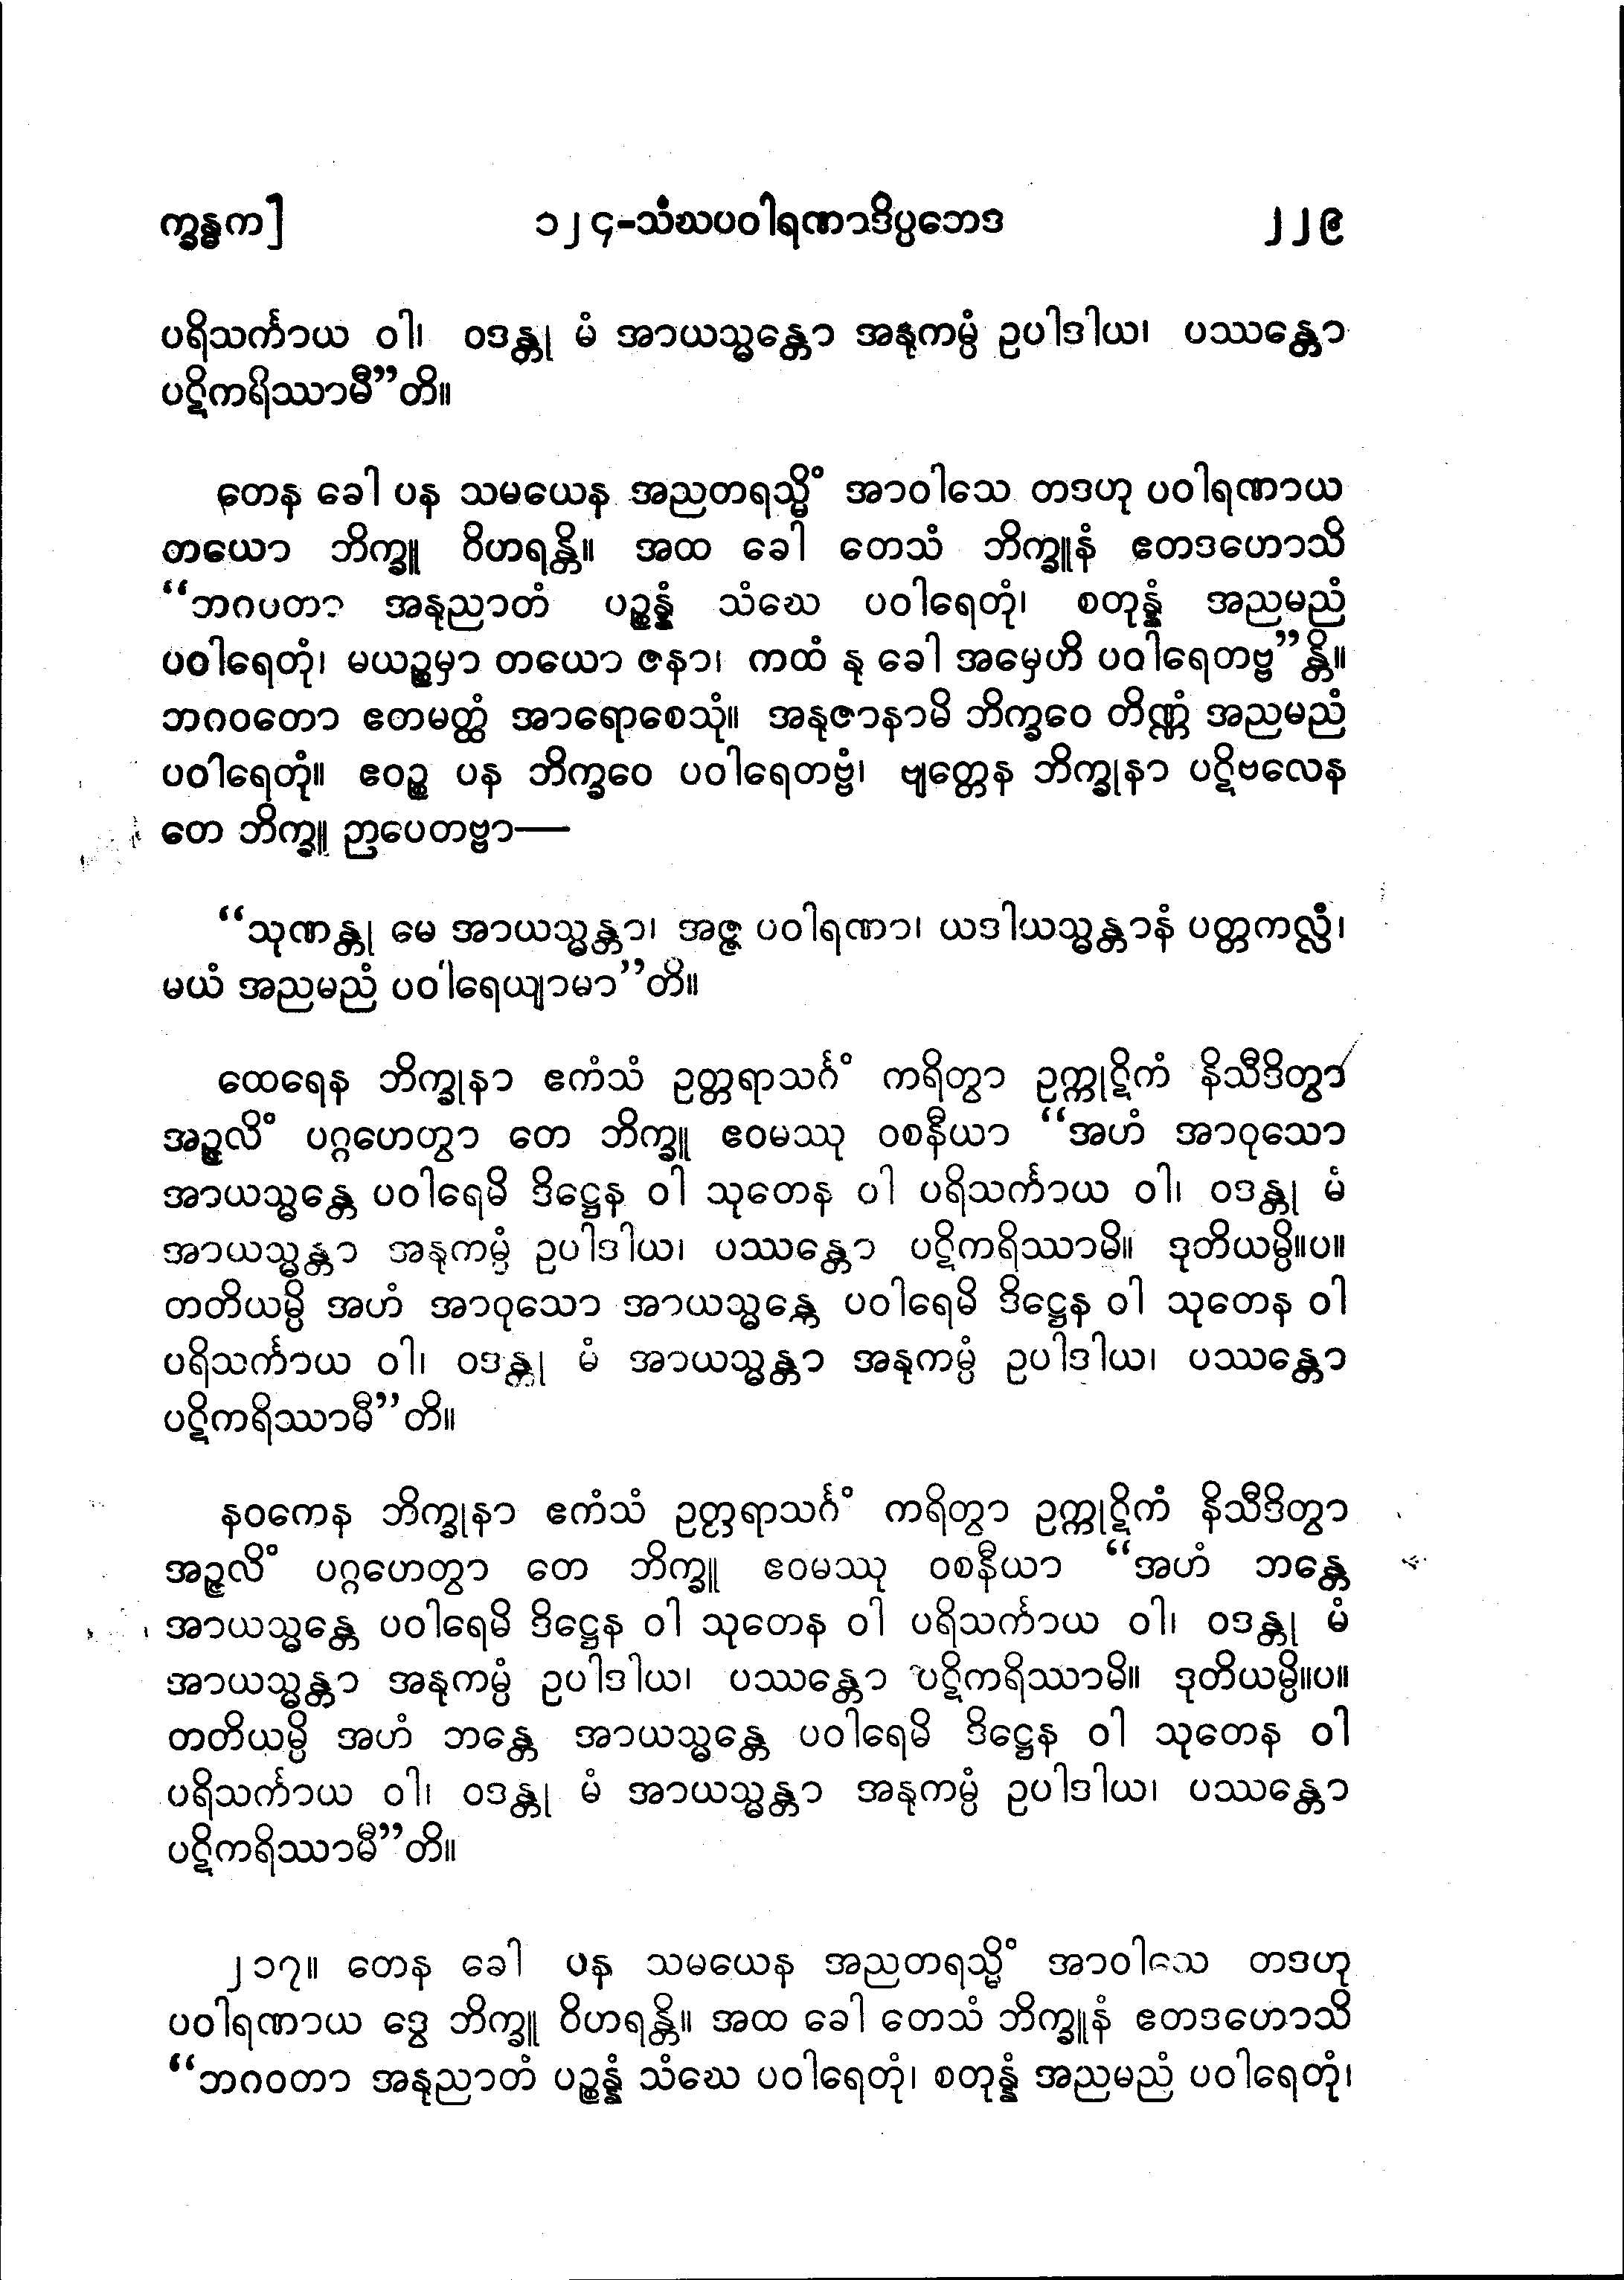 က္ခန္ဓက] ၁၂၄-သံဃပဝါရဏာဒိပ္ပဘေဒ ၂၂၉
ပရိသင်္ကာယ ဝါ၊ ဝဒန္တု မံ အာယသ္မန္တော အနုကမ္ပံ ဥပါဒါယ၊ ပဿန္တော
ပဋိကရိဿာမီ”တိ။
တေန ခေါ ပန သမယေန အညတရသ္မိံ အာဝါသေ တဒဟု ပဝါရဏာယ
တယော ဘိက္ခူ ဝိဟရန္တိ။ အထ ခေါ တေသံ ဘိက္ခူနံ ဧတဒဟောသိ
“ဘဂဝတာ အနုညာတံ ပဉ္စန္နံ သံဃေ ပဝါရေတုံ၊ စတုန္နံ အညမညံ
ပဝါရေတုံ၊ မယဉ္စမှာ တယော ဇနာ၊ ကထံ နု ခေါ အမှေဟိ ပဝါရေတဗ္ဗ”န္တိ။
ဘဂဝတော ဧတမတ္ထံ အာရောစေသုံ။ အနုဇာနာမိ ဘိက္ခဝေ တိဏ္ဏံ အညမညံ
ပဝါရေတုံ။ ဧဝဉ္စ ပန ဘိက္ခဝေ ပဝါရေတဗ္ဗံ၊ ဗျတ္တေန ဘိက္ခုနာ ပဋိဗလေန
တေ ဘိက္ခူ ဉာပေတဗ္ဗာ—
“သုဏန္တု မေ အာယသ္မန္တာ၊ အဇ္ဇ ပဝါရဏာ၊ ယဒါယသ္မန္တာနံ ပတ္တကလ္လံ၊
မယံ အညမညံ ပဝါရေယျာမာ”တိ။
ထေရေန ဘိက္ခုနာ ဧကံသံ ဥတ္တရာသင်္ဂံ ကရိတွာ ဥက္ကုဋိကံ နိသီဒိတွာ
အဉ္စလိံ ပဂ္ဂဟေတွာ တေ ဘိက္ခူ ဧဝမဿု ဝစနီယာ “အဟံ အာဝုသော
အာယသ္မန္တေ ပဝါရေမိ ဒိဋ္ဌေန ဝါ သုတေန ဝါ ပရိသင်္ကာယ ဝါ၊ ဝဒန္တု မံ
အာယသ္မန္တာ အနုကမ္ပံ ဥပါဒါယ၊ ပဿန္တော ပဋိကရိဿာမိ။ ဒုတိယမ္ပိ။ပ။
တတိယမ္ပိ အဟံ အာဝုသော အာယသ္မန္တေ ပဝါရေမိ ဒိဋ္ဌေန ဝါ သုတေန ဝါ
ပရိသင်္ကာယ ဝါ၊ ဝဒန္တု မံ အာယသ္မန္တာ အနုကမ္ပံ ဥပါဒါယ၊ ပဿန္တော
ပဋိကရိဿာမီ”တိ။
နဝကေန ဘိက္ခုနာ ဧကံသံ ဥတ္တရာသင်္ဂံ ကရိတွာ ဥက္ကုဋိကံ နိသီဒိတွာ
အဉ္ဇလိံ ပဂ္ဂဟေတွာ တေ ဘိက္ခူ ဧဝမဿု ဝစနီယာ “အဟံ ဘန္တေ
အာယသ္မန္တေ ပဝါရေမိ ဒိဋ္ဌေန ဝါ သုတေန ဝါ ပရိသင်္ကာယ ဝါ၊ ဝဒန္တု မံ
အာယသ္မန္တာ အနုကမ္ပံ ဥပါဒါယ၊ ပဿန္တော ပဋိကရိဿာမိ။ ဒုတိယမ္ပိ။ပ။
တတိယမ္ပိ အဟံ ဘန္တေ အာယသ္မန္တေ ပဝါရေမိ ဒိဋ္ဌေန ဝါ သုတေန ဝါ
ပရိသင်္ကာယ ဝါ၊ ဝဒန္တု မံ အာယသ္မန္တာ အနုကမ္ပံ ဥပါဒါယ၊ ပဿန္တော
ပဋိကရိဿာမီ”တိ။
၂၁၇။ တေန ခေါ ပန သမယေန အညတရသ္မိံ အာဝါသေ တဒဟု
ပဝါရဏာယ ဒွေ ဘိက္ခူ ဝိဟရန္တိ။ အထ ခေါ တေသံ ဘိက္ခူနံ ဧတဒဟောသိ
“ဘဂဝတာ အနုညာတံ ပဉ္စန္နံ သံဃေ ပဝါရေတုံ၊ စတုန္နံ အညမညံ ပဝါရေတုံ၊